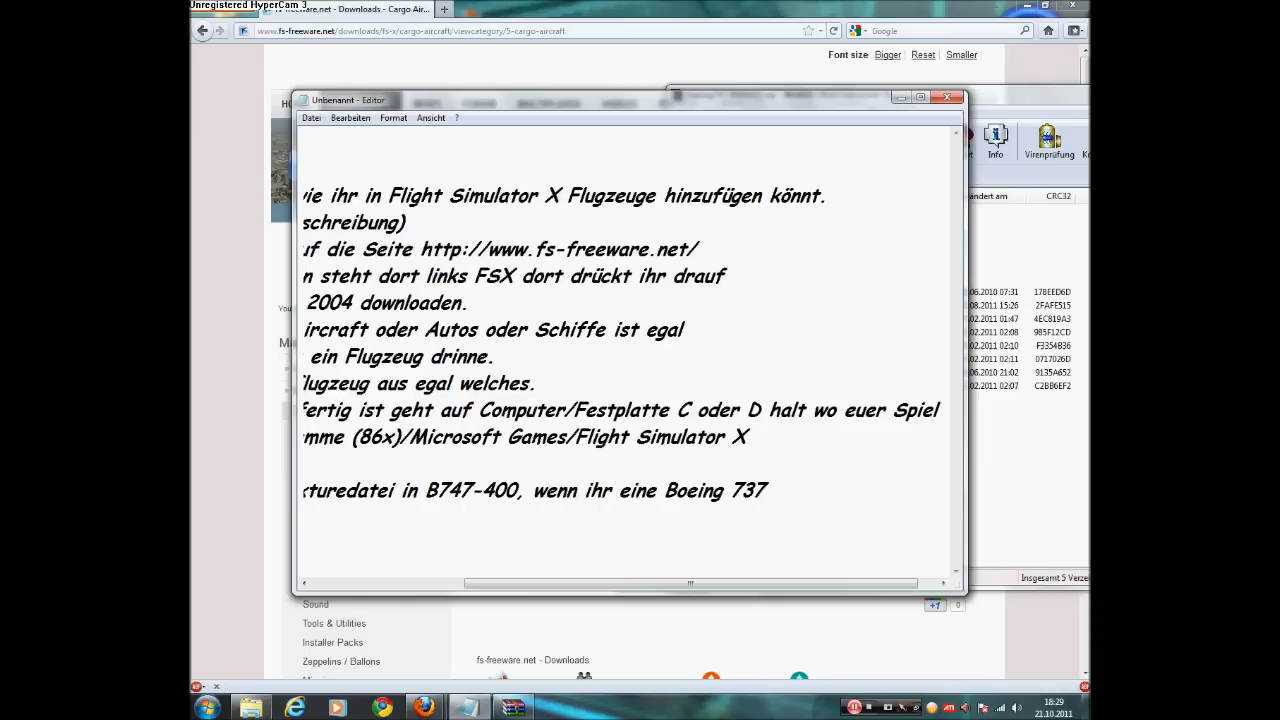 Unregistered HyperCam 3
fs-freeware.net - Downloads - Cargo Air...
www.fs-freeware.net/downloads/fs-x/cargo-aircraft/viewcategory/5-cargo-aircraft
Google
Font size Bigger Reset Smaller
Unbenannt - Editor
Datei Bearbeiten Format Ansicht ?
Info
Virenprüfung
CRC32
wie ihr in Flight Simulator X Flugzeuge hinzufügen könnt.
schreibung)
uf die Seite http://www.fs-freeware.net/
n steht dort links FSX dort drückt ihr drauf
2004 downloaden.
ircraft oder Autos oder Schiffe ist egal
ein Flugzeug drinne.
lugzeug aus egal welches.
fertig ist geht auf Computer/Festplatte C oder D halt wo euer Spiel
mme (86x)/Microsoft Games/Flight Simulator X
xturedatei in B747-400, wenn ihr eine Boeing 737
.06.2010 07:31 178EED6D
.08.2011 15:26 2FAFE515
.02.2011 01:47 4EC819A3
.02.2011 02:08 985F12CD
.02.2011 02:10 F3354B36
.02.2011 02:11 0717026D
.06.2010 21:02 9135A652
.02.2011 02:07 C2BB6EF2
Insgesamt 5 Verze
+1 0
Sound
Tools & Utilities
Installer Packs
Zeppelins / Ballons
fs-freeware.net - Downloads
18:29
21.10.2011